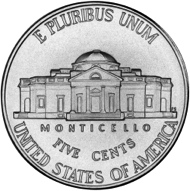 E PLURIBUS UNUM
MONTICELLO
FIVE CENTS
UNITED STATES OF AMERICA